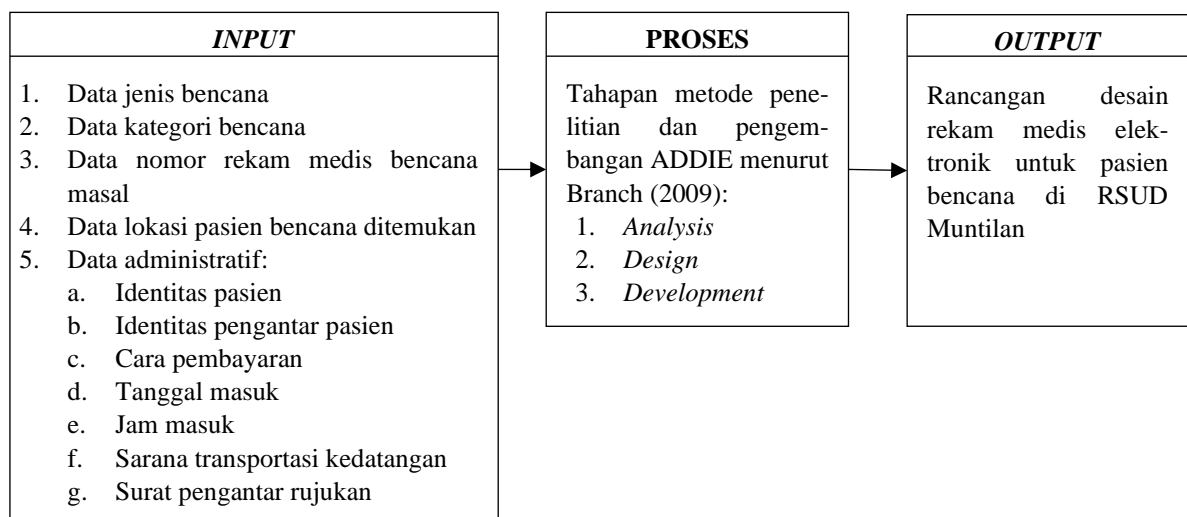 INPUT
1. Data jenis bencana
2. Data kategori bencana
3. Data nomor rekam medis bencana
masal
4. Data lokasi pasien bencana ditemukan
5. Data administratif:
a. Identitas pasien
b. Identitas pengantar pasien
c. Cara pembayaran
d. Tanggal masuk
e. Jam masuk
f. Sarana transportasi kedatangan
g. Surat pengantar rujukan
PROSES
Tahapan metode pene-
litian dan pengem-
bangan ADDIE menurut
Branch (2009):
1. Analysis
2. Design
3. Development
OUTPUT
Rancangan desain
rekam medis elek-
tronik untuk pasien
bencana di RSUD
Muntilan